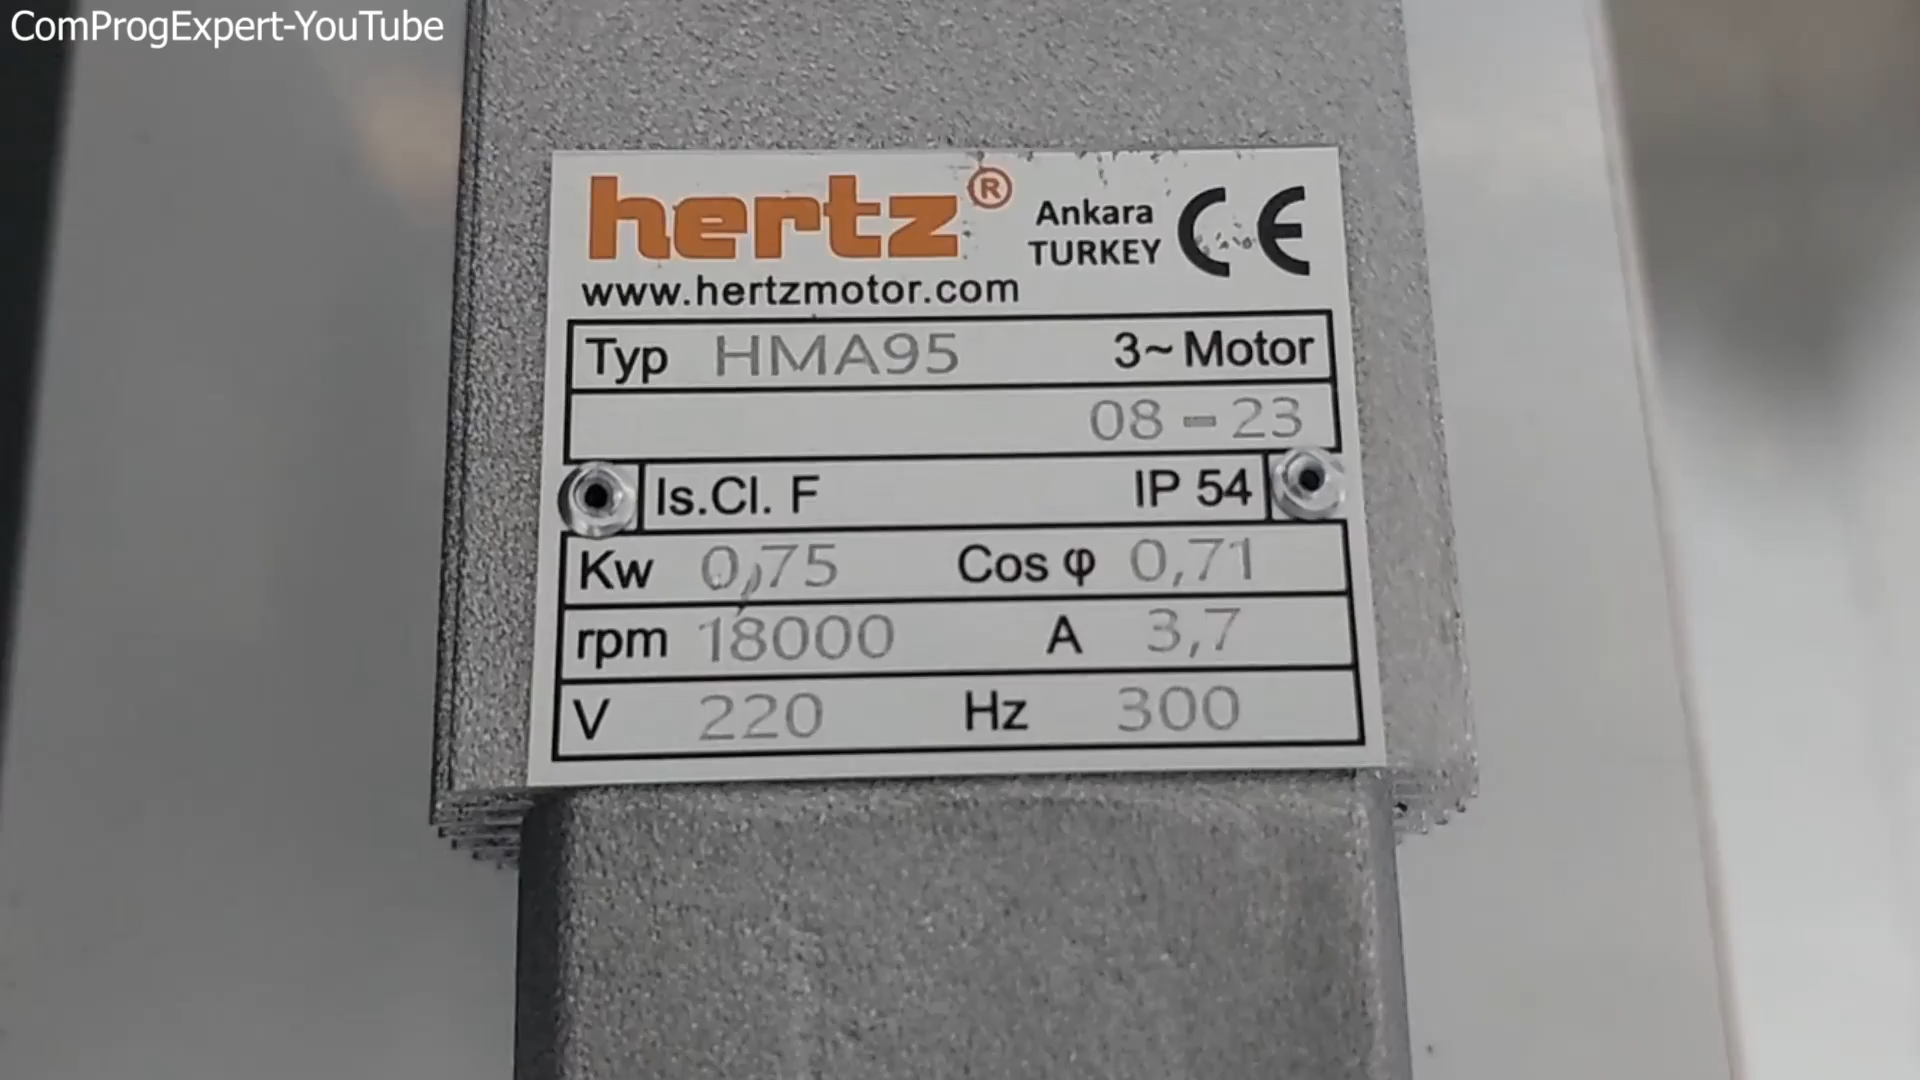 ComProgExpert-YouTube
hertz®
Ankara
TURKEY
CE
www.hertzmotor.com
Typ HMA95 3~ Motor
08-23
Is.Cl. F IP 54
Kw 0,75 Cos φ 0,71
rpm 18000 A 3,7
V 220 Hz 300